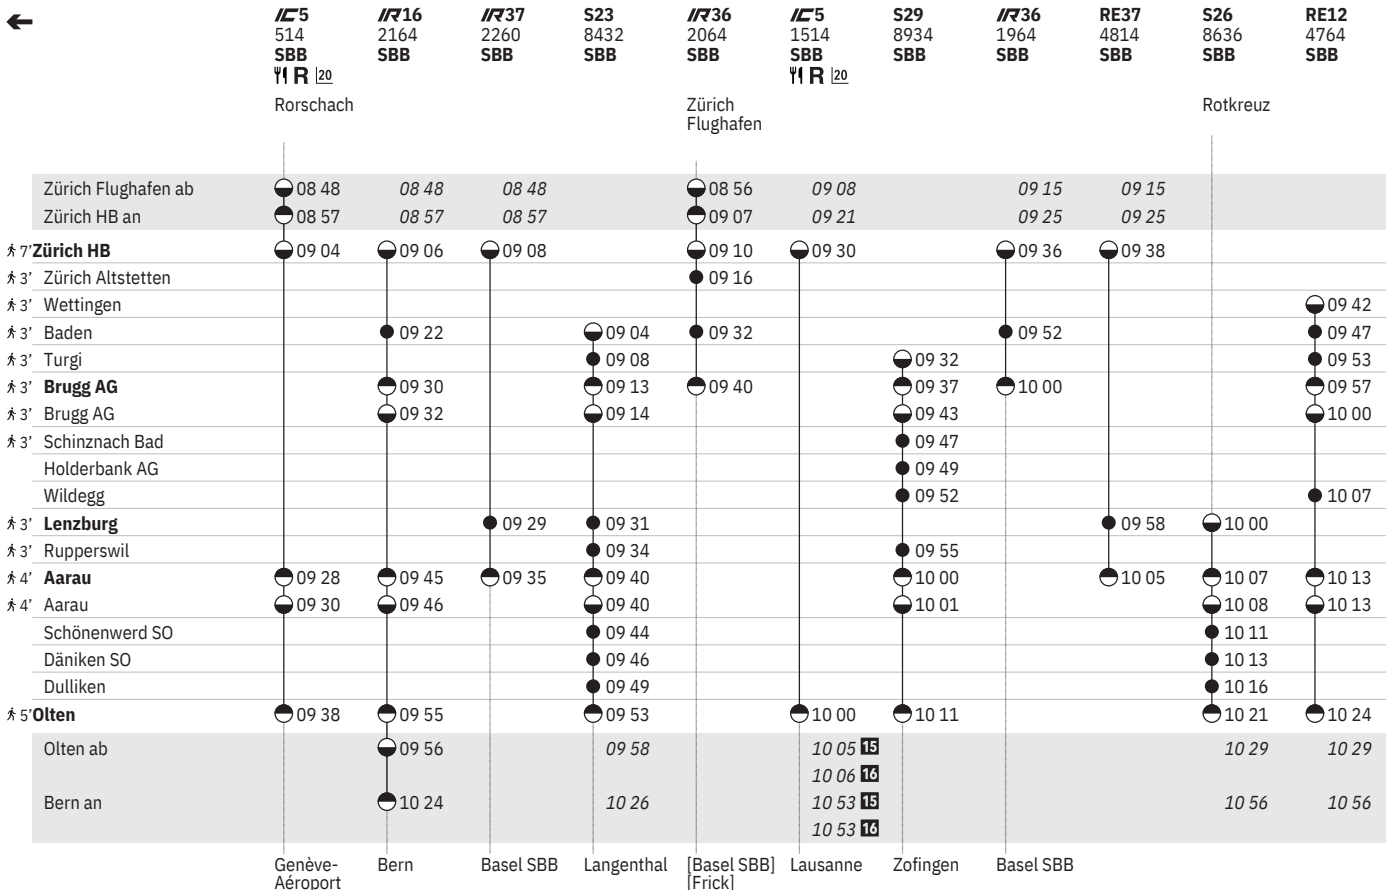 IC5 IR16 IR37 S23 IR36 IC5 S29 IR36 RE37 S26 RE12
514 2164 2260 8432 2064 1514 8934 1964 4814 8636 4764
SBB SBB SBB SBB SBB SBB SBB SBB SBB SBB SBB
R 20 R 20
Rorschach Zürich Rotkreuz
Flughafen
Zürich Flughafen ab 08 48 08 48 08 48 08 56 09 08 09 15 09 15
Zürich HB an 08 57 08 57 08 57 09 07 09 21 09 25 09 25
7’ Zürich HB 09 04 09 06 09 08 09 10 09 30 09 36 09 38
3’ Zürich Altstetten 09 16
3’ Wettingen 09 42
3’ Baden 09 22 09 04 09 32 09 52 09 47
3’ Turgi 09 08 09 32 09 53
3’ Brugg AG 09 30 09 13 09 40 09 37 10 00 09 57
3’ Brugg AG 09 32 09 14 09 43 10 00
3’ Schinznach Bad 09 47
Holderbank AG 09 49
Wildegg 09 52 10 07
3’ Lenzburg 09 29 09 31 09 58 10 00
3’ Rupperswil 09 34 09 55
4’ Aarau 09 28 09 45 09 35 09 40 10 00 10 05 10 07 10 13
4’ Aarau 09 30 09 46 09 40 10 01 10 08 10 13
Schönenwerd SO 09 44 10 11
Däniken SO 09 46 10 13
Dulliken 09 49 10 16
5’ Olten 09 38 09 55 09 53 10 00 10 11 10 21 10 24
Olten ab 09 56 09 58 10 05 15 10 29 10 29
10 06 16
Bern an 10 24 10 26 10 53 15 10 56 10 56
10 53 16
Genève- Bern Basel SBB Langenthal [Basel SBB] Lausanne Zofingen Basel SBB
Aéroport [Frick]